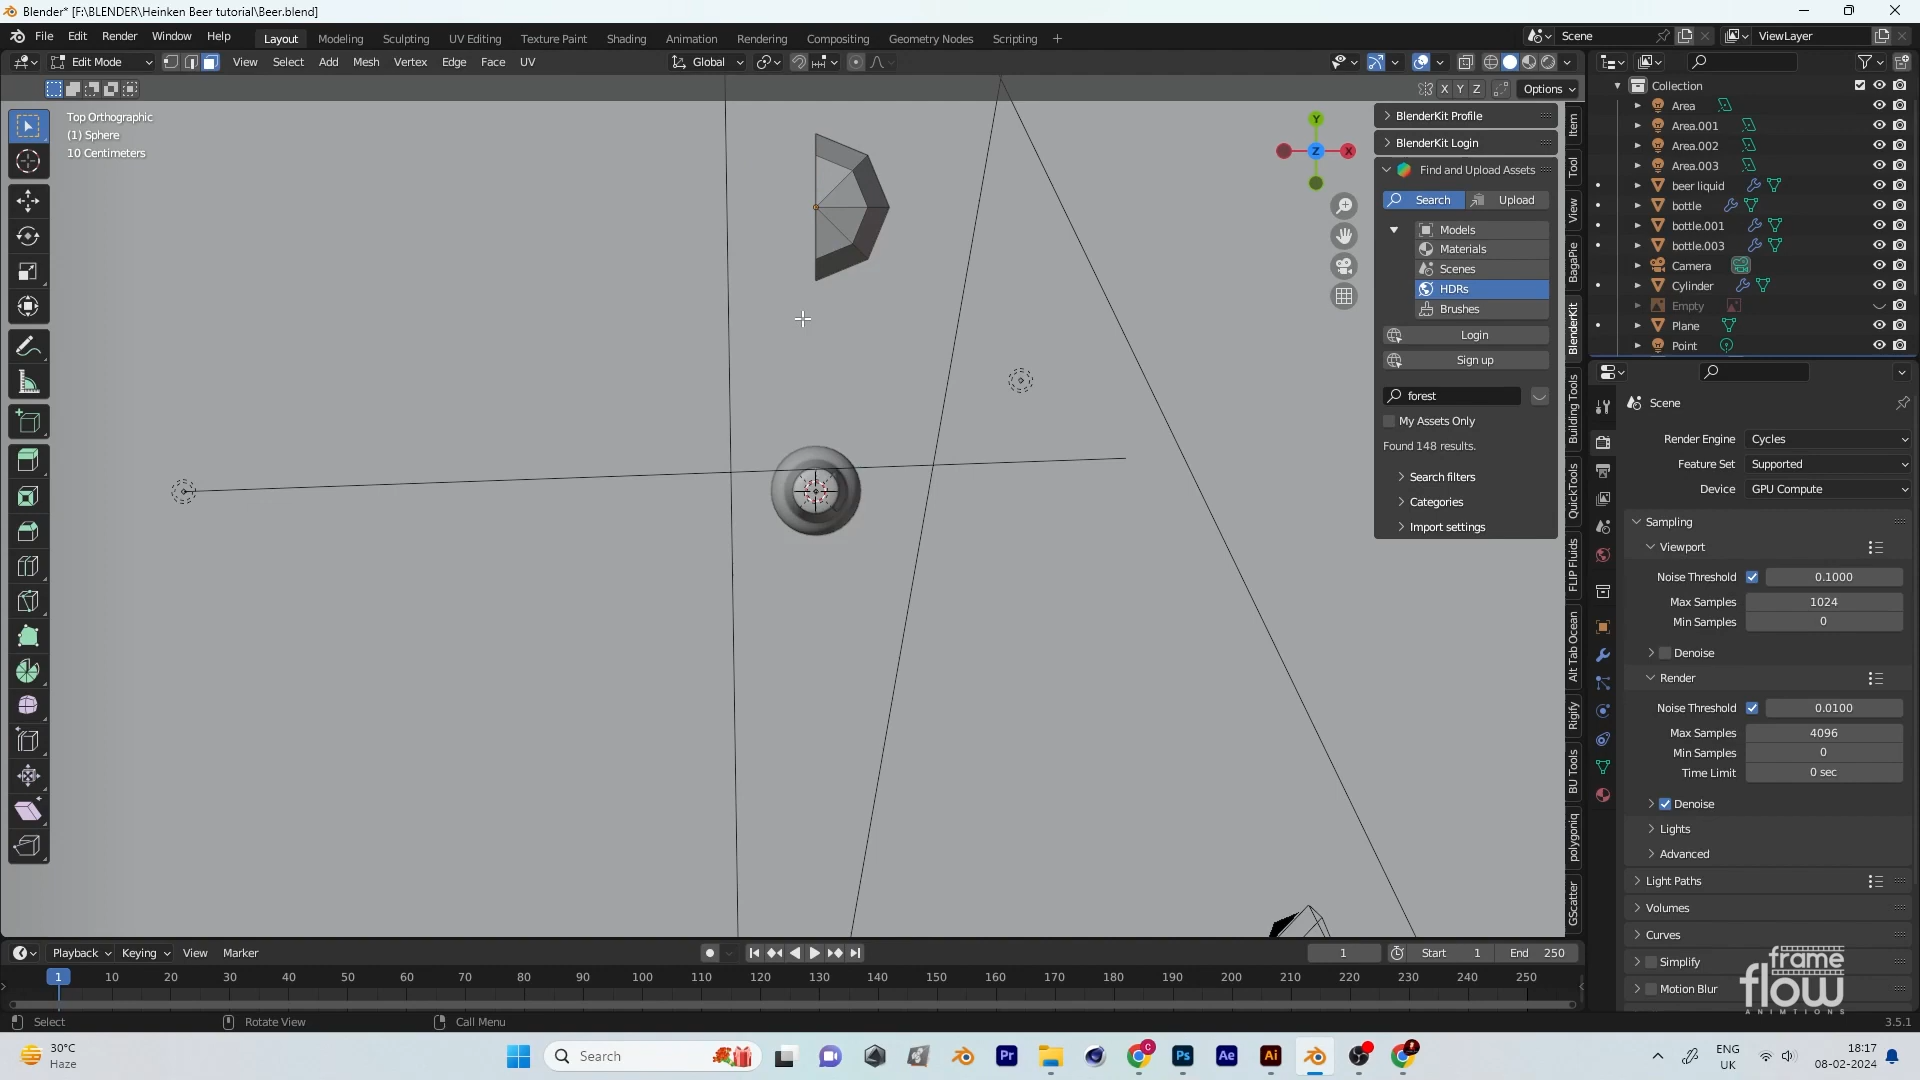 Blender* [F:\BLENDER\Heinken Beer tutorial\Beer.blend]
File Edit Render Window Help Layout Modeling Sculpting UV Editing Texture Paint Shading Animation Rendering Compositing Geometry Nodes Scripting + Scene ViewLayer
Edit Mode View Select Add Mesh Vertex Edge Face UV Global
X Y Z Options
Top Orthographic
(1) Sphere
10 Centimeters
Y
Z
X
BlenderKit Profile
BlenderKit Login
Find and Upload Assets
Search Upload
Models
Materials
Scenes
HDRs
Brushes
Login
Sign up
forest
My Assets Only
Found 148 results.
Search filters
Categories
Import settings
Item
Tool
View
BagaPie
BlenderKit
Building Tools
QuickTools
FLIP Fluids
Alt Tab Ocean
Rigify
BU Tools
polygoniq
GScatter
Collection
Area
Area.001
Area.002
Area.003
beer liquid
bottle
bottle.001
bottle.003
Camera
Cylinder
Empty
Plane
Point
Scene
Render Engine Cycles
Feature Set Supported
Device GPU Compute
Sampling
Viewport
Noise Threshold 0.1000
Max Samples 1024
Min Samples 0
Denoise
Render
Noise Threshold 0.0100
Max Samples 4096
Min Samples 0
Time Limit 0 sec
Denoise
Lights
Advanced
Light Paths
Volumes
Curves
Simplify
Motion Blur
frame
flow
ANIMTIONS
Playback Keying View Marker 1 Start 1 End 250
1 10 20 30 40 50 60 70 80 90 100 110 120 130 140 150 160 170 180 190 200 210 220 230 240 250
Select Rotate View Call Menu 3.5.1
30°C
Haze
Search
Pr
C
Ps
Ae
Ai
ENG
UK
18:17
08-02-2024